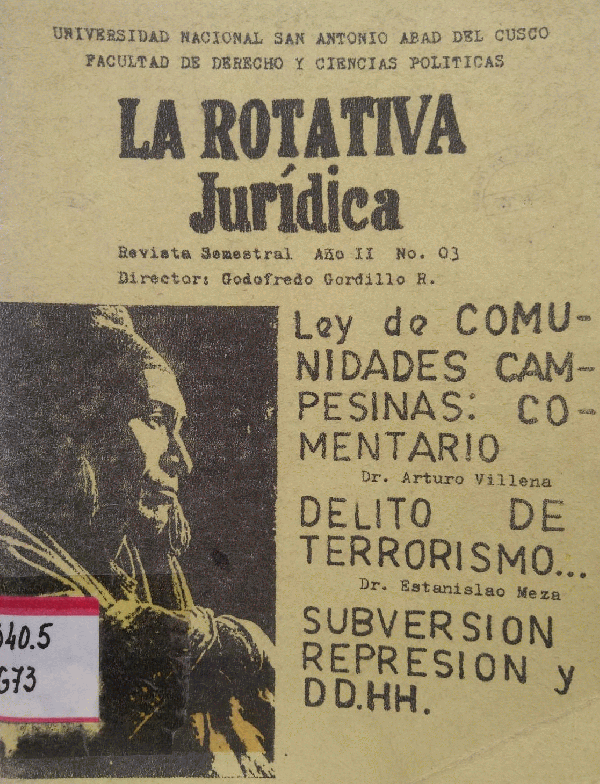 UNIVERSIDAD NACIONAL SAN ANTONIO ABAD DEL CUSCO
FACULTAD DE DERECHO Y CIENCIAS POLITICAS
LA ROTATIVA
Jurídica
Revista Semestral Año II No. 03
Director: Godofredo Gordillo R.
Ley de COMU-
NIDADES CAM-
PESINAS: CO-
MENTARIO
Dr. Arturo Villena
DELITO DE
TERRORISMO...
Dr. Estanislao Meza
SUBVERSION
REPRESION y
DD.HH.
340.5
G73